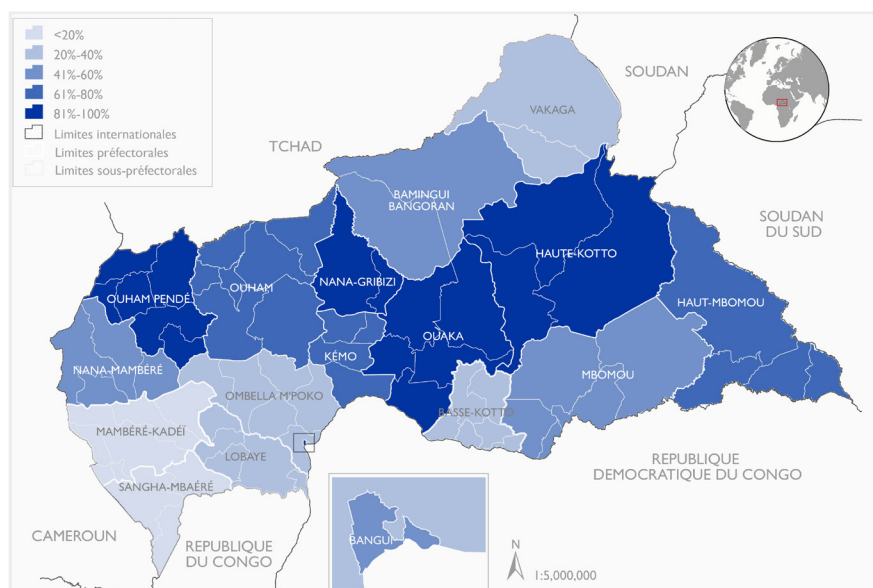 <20%
20%-40%
41%-60%
61%-80%
81%-100%
Limites internationales
Limites préfectorales
Limites sous-préfectorales
SOUDAN
VAKAGA
TCHAD
BAMINGUI
BANGORAN
SOUDAN
DU SUD
HAUTE-KOTTO
NANA-GRIBIZI
OUHAM
OUHAM PENDÉ
HAUT-MBOMOU
OUAKA
KÉMO
NANA-MAMBÉRÉ
MBOMOU
OMBELLA M'POKO
BASSE-KOTTO
MAMBÉRÉ-KADÉÏ
LOBAYE
REPUBLIQUE
DEMOCRATIQUE DU CONGO
SANGHA-MBAÉRÉ
CAMEROUN
REPUBLIQUE
DU CONGO
BANGUI
N
1:5,000,000